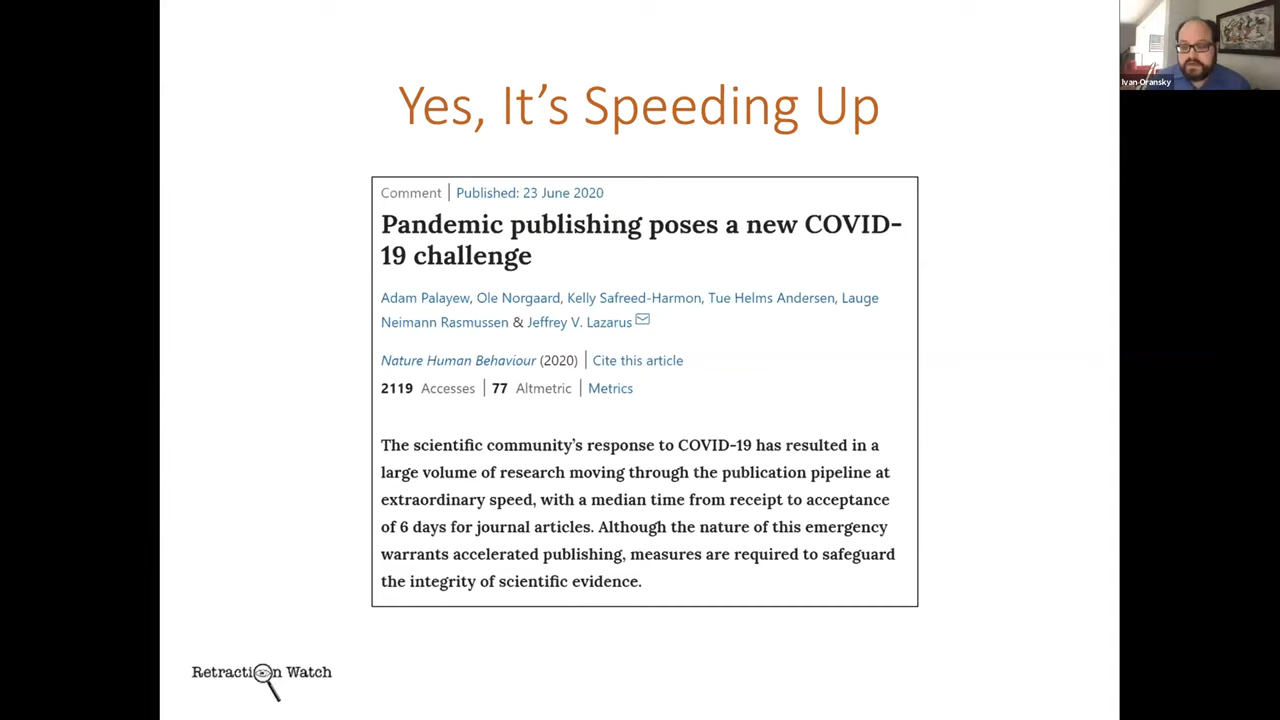 Yes, It's Speeding Up
Ivan Oransky
Comment | Published: 23 June 2020
Pandemic publishing poses a new COVID-
19 challenge
Adam Palayew, Ole Norgaard, Kelly Safreed-Harmon, Tue Helms Andersen, Lauge
Neimann Rasmussen & Jeffrey V. Lazarus
Nature Human Behaviour (2020) | Cite this article
2119 Accesses | 77 Altmetric | Metrics
The scientific community's response to COVID-19 has resulted in a
large volume of research moving through the publication pipeline at
extraordinary speed, with a median time from receipt to acceptance
of 6 days for journal articles. Although the nature of this emergency
warrants accelerated publishing, measures are required to safeguard
the integrity of scientific evidence.
Retraction Watch